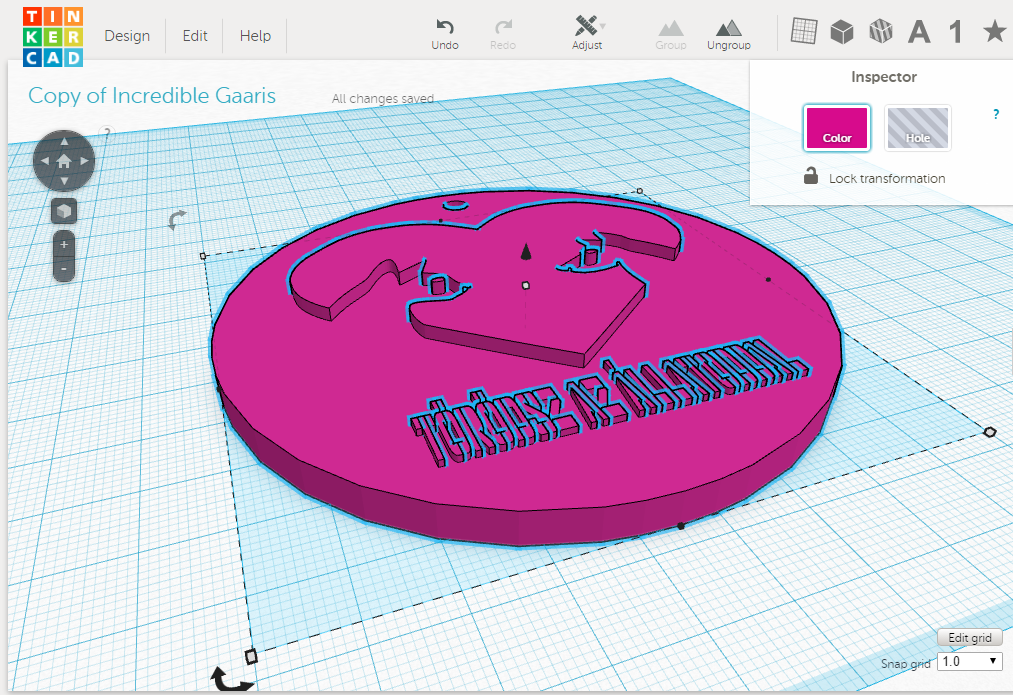 TIN
KER
CAD
Design
Edit
Help
Undo
Redo
Adjust
Group
Ungroup
A
1
Copy of Incredible Gaaris
All changes saved
?
+
-
Inspector
Color
Hole
?
Lock transformation
Edit grid
Snap grid
1.0